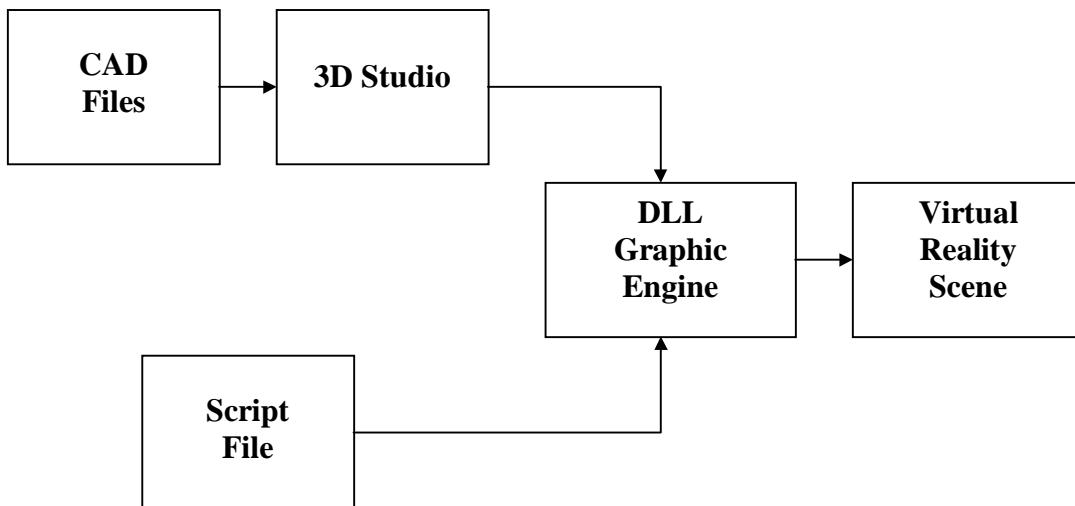 CAD
Files
3D Studio
DLL
Graphic
Engine
Virtual
Reality
Scene
Script
File